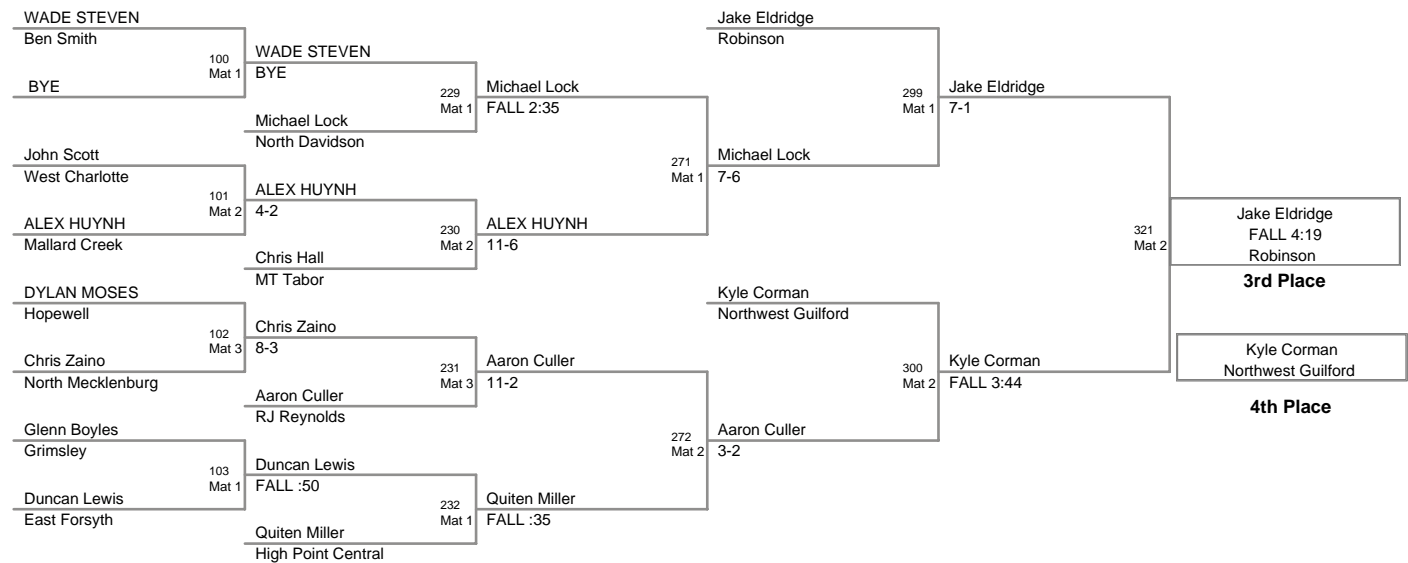 WADE STEVEN
Ben Smith
100
Mat 1
BYE
WADE STEVEN
BYE
229
Mat 1
Michael Lock
North Davidson
Michael Lock
FALL 2:35
John Scott
West Charlotte
101
Mat 2
ALEX HUYNH
Mallard Creek
ALEX HUYNH
4-2
230
Mat 2
Chris Hall
MT Tabor
ALEX HUYNH
11-6
271
Mat 1
Michael Lock
7-6
Jake Eldridge
Robinson
299
Mat 1
Jake Eldridge
7-1
DYLAN MOSES
Hopewell
102
Mat 3
Chris Zaino
North Mecklenburg
Chris Zaino
8-3
231
Mat 3
Aaron Culler
RJ Reynolds
Aaron Culler
11-2
Glenn Boyles
Grimsley
103
Mat 1
Duncan Lewis
East Forsyth
Duncan Lewis
FALL :50
232
Mat 1
Quiten Miller
High Point Central
Quiten Miller
FALL :35
272
Mat 2
Aaron Culler
3-2
Kyle Corman
Northwest Guilford
300
Mat 2
Kyle Corman
FALL 3:44
321
Mat 2
Jake Eldridge
FALL 4:19
Robinson
3rd Place
Kyle Corman
Northwest Guilford
4th Place